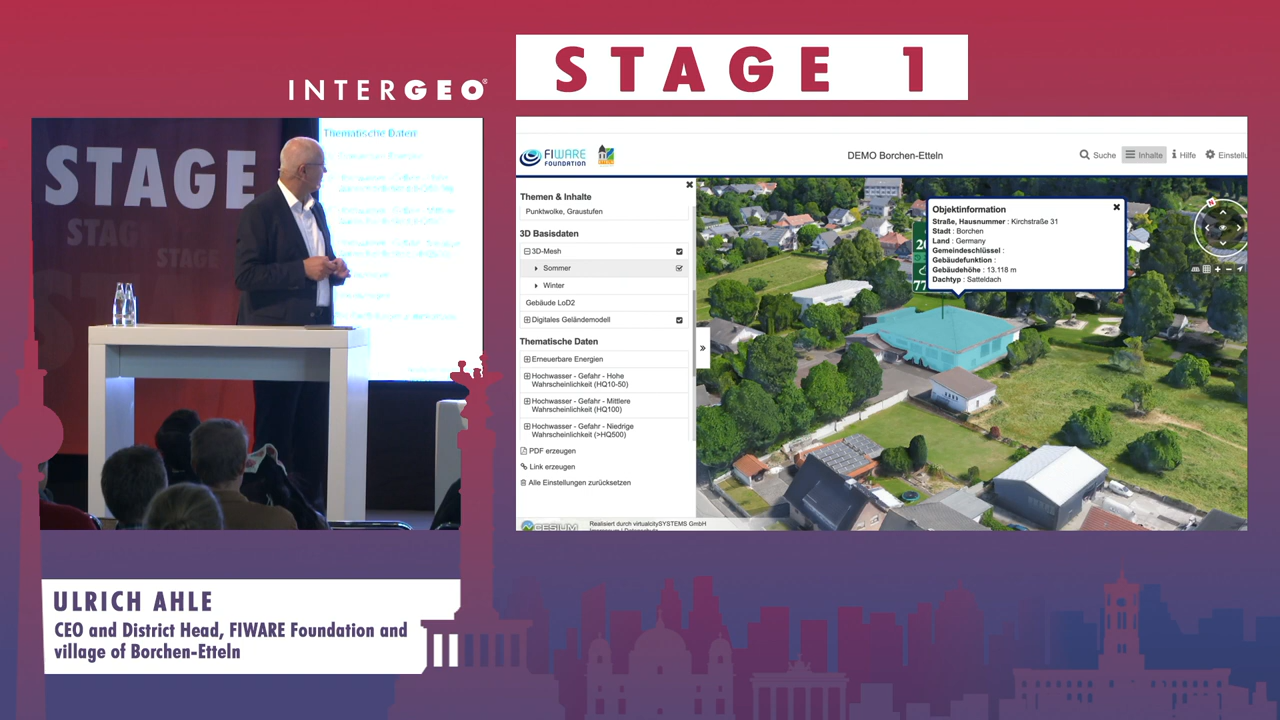 STAGE 1
INTERGEO®
STAGE
STAGE
STAGE
Thematische Daten
FIWARE
FOUNDATION
DEMO Borchen-Etteln
Suche
Inhalte
Hilfe
Einstellu
Themen & Inhalte
Punktwolke, Graustufen
3D Basisdaten
3D-Mesh
Sommer
Winter
Gebäude LoD2
Digitales Geländemodell
Thematische Daten
Erneuerbare Energien
Hochwasser - Gefahr - Hohe
Wahrscheinlichkeit (HQ10-50)
Hochwasser - Gefahr - Mittlere
Wahrscheinlichkeit (HQ100)
Hochwasser - Gefahr - Niedrige
Wahrscheinlichkeit (>HQ500)
PDF erzeugen
Link erzeugen
Alle Einstellungen zurücksetzen
CESIUM
Realisiert durch virtualcitySYSTEMS GmbH
Objektinformation
Straße, Hausnummer : Kirchstraße 31
Stadt : Borchen
Land : Germany
Gemeindeschlüssel :
Gebäudefunktion :
Gebäudehöhe : 13.118 m
Dachtyp : Satteldach
ULRICH AHLE
CEO and District Head, FIWARE Foundation and
village of Borchen-Etteln